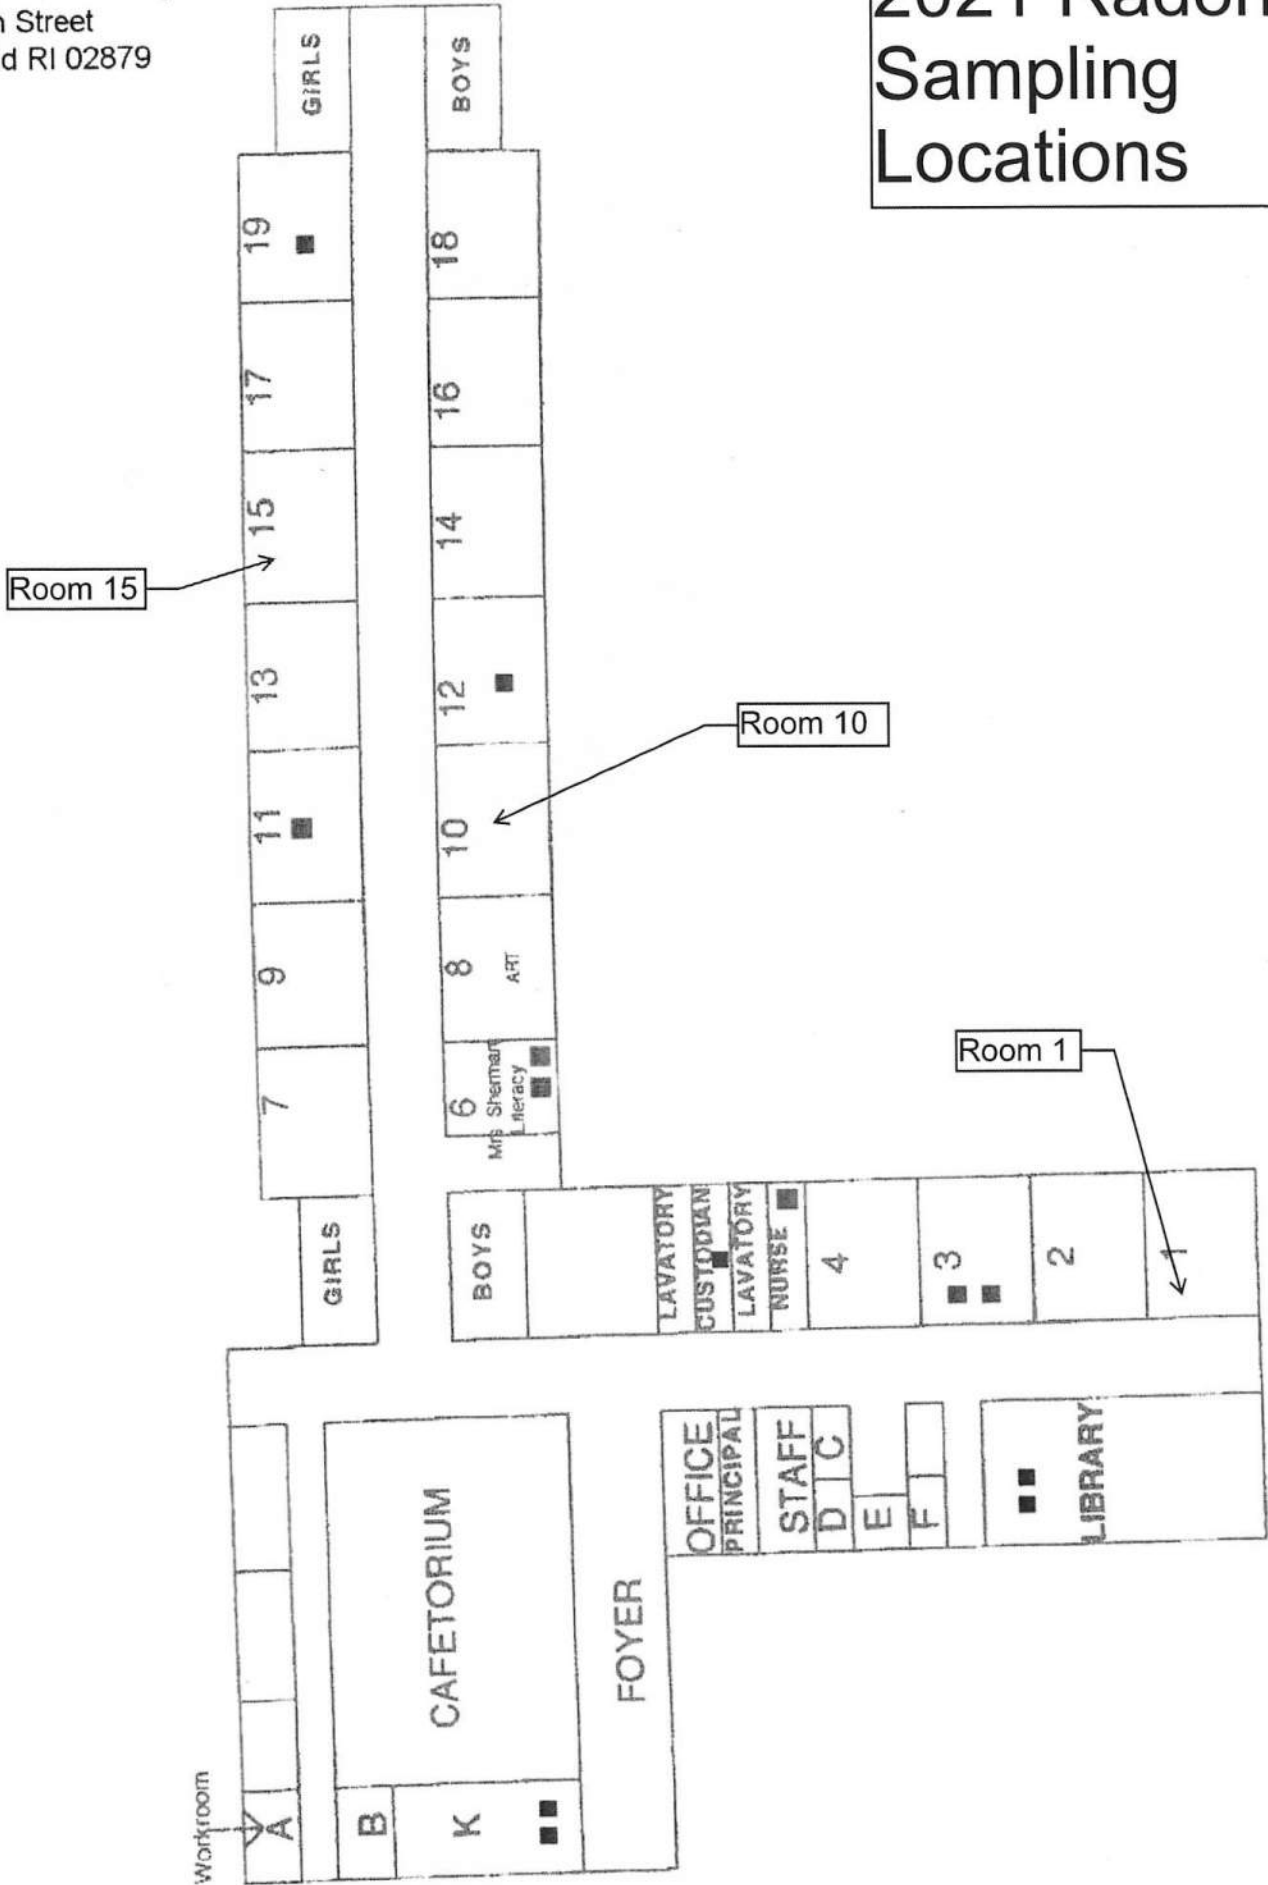 Street
RI 02879
2021 Radon
Sampling
Locations
GIRLS
BOYS
19
18
17
16
15
14
Room 15
13
12
Room 10
11
10
9
8
ART
Room 1
7
6
Mrs Sherman
Literacy
GIRLS
BOYS
LAVATORY
CUSTODIAN
LAVATORY
NURSE
4
3
2
1
CAFETORIUM
FOYER
OFFICE
PRINCIPAL
STAFF
D
C
E
F
LIBRARY
Workroom
A
B
K